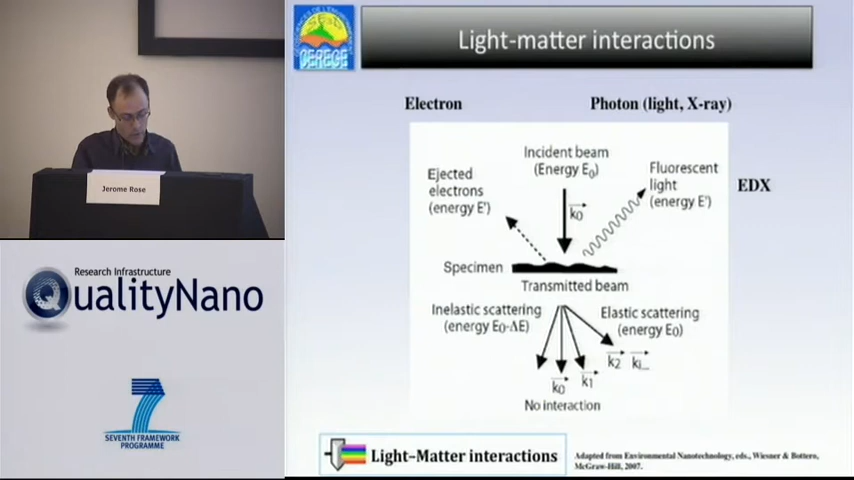 Jerome Rose
Research Infrastructure
QualityNano
SEVENTH FRAMEWORK
PROGRAMME
GEOSCIENCES DE L'ENVIRONNEMENT
CEREGE
Light-matter interactions
Electron
Photon (light, X-ray)
Incident beam
(Energy E₀)
k₀
Ejected
electrons
(energy E')
Fluorescent
light
(energy E')
EDX
Specimen
Transmitted beam
Inelastic scattering
(energy E₀-ΔE)
Elastic scattering
(energy E₀)
k₀ k₁ k₂ kᵢ...
No interaction
Light–Matter interactions
Adapted from Environmental Nanotechnology, eds., Wiesner & Bottero,
McGraw-Hill, 2007.